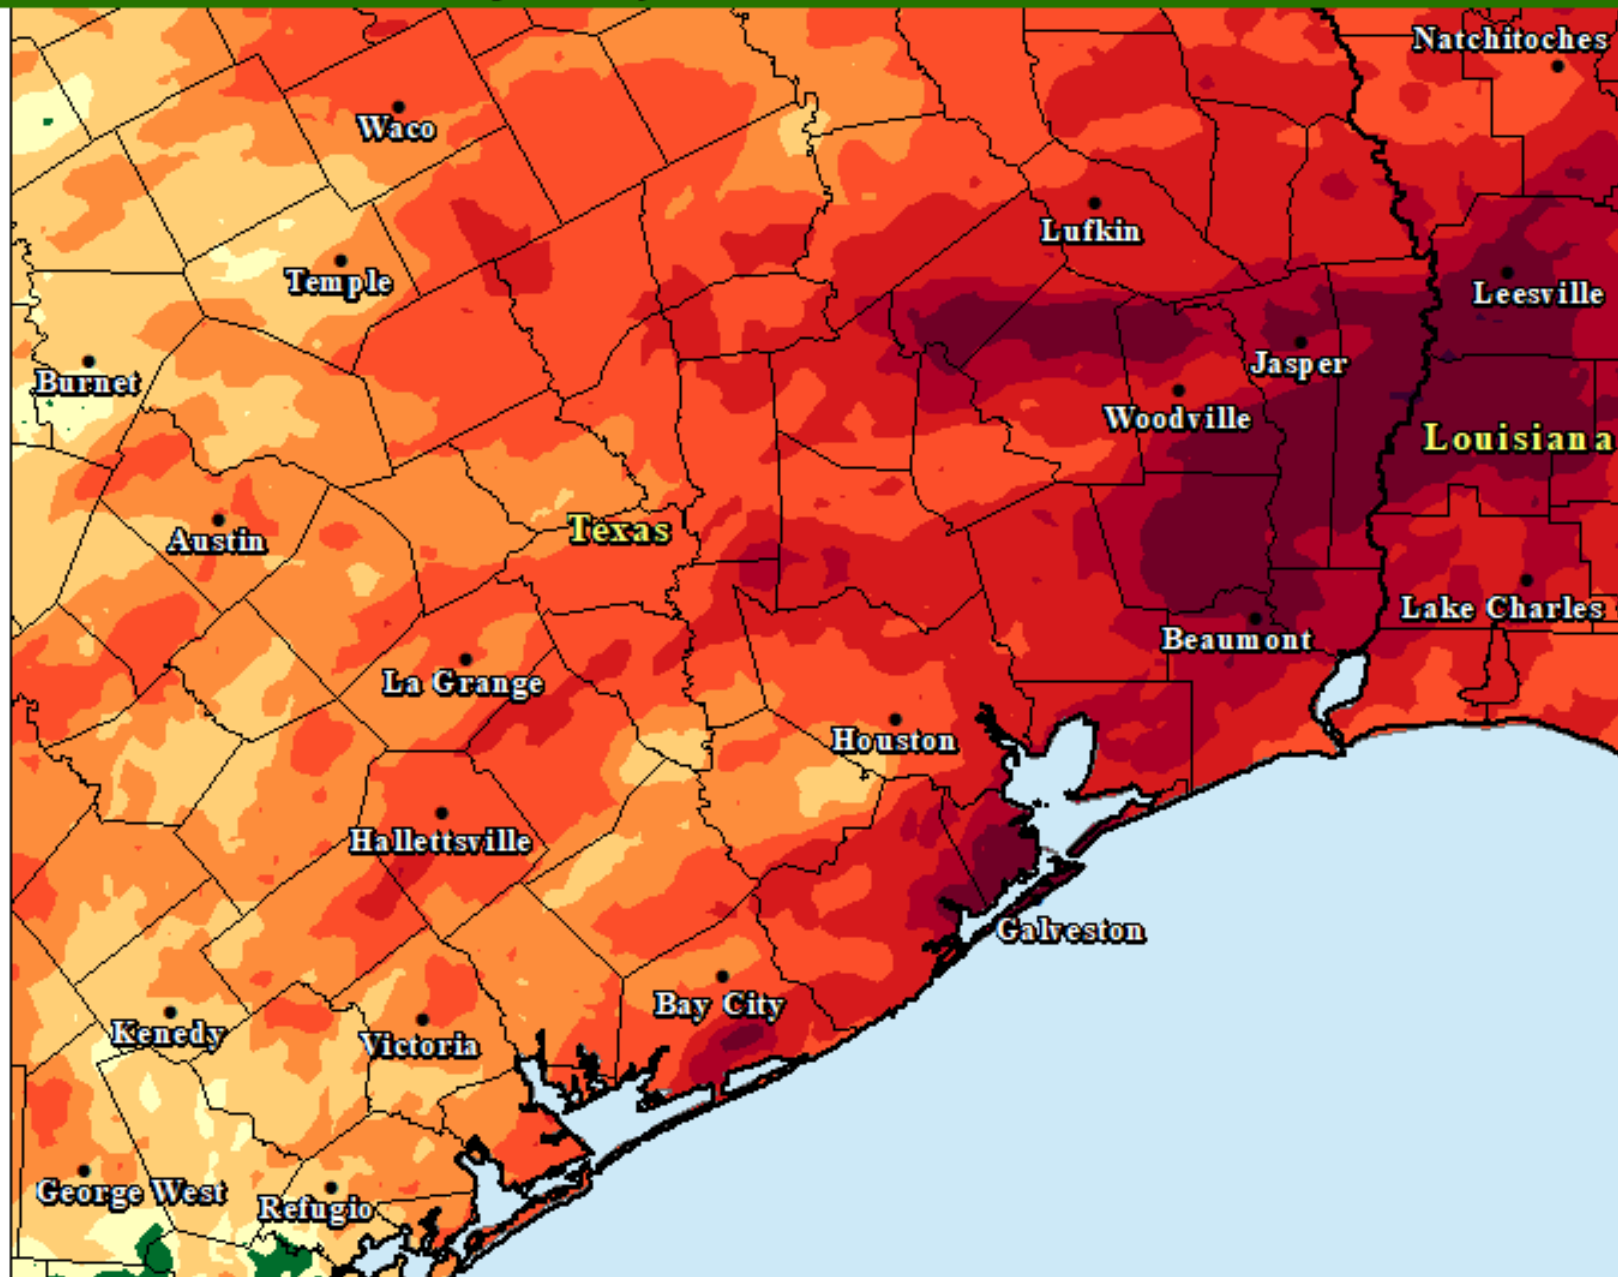 Natchitoches
Waco
Lufkin
Temple
Leesville
Burnet
Jasper
Woodville
Louisiana
Austin
Texas
Lake Charles
Beaumont
La Grange
Houston
Hallettsville
Galveston
Bay City
Kenedy
Victoria
George West
Refugio